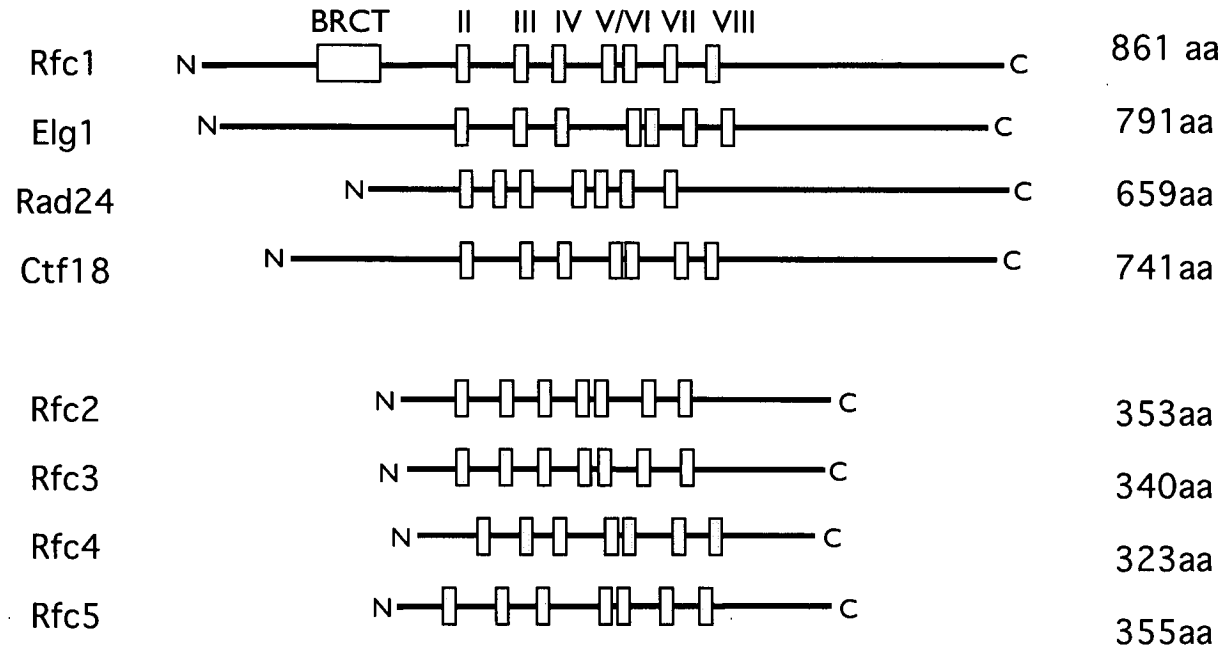 BRCT II III IV V/VI VII VIII
Rfc1 N C 861 aa
Elg1 N C 791aa
Rad24 N C 659aa
Ctf18 N C 741aa
Rfc2 N C 353aa
Rfc3 N C 340aa
Rfc4 N C 323aa
Rfc5 N C 355aa